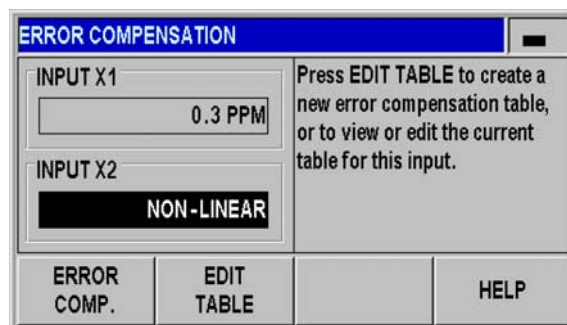 ERROR COMPENSATION
INPUT X1
0.3 PPM
INPUT X2
NON-LINEAR
Press EDIT TABLE to create a
new error compensation table,
or to view or edit the current
table for this input.
ERROR
COMP.
EDIT
TABLE
HELP